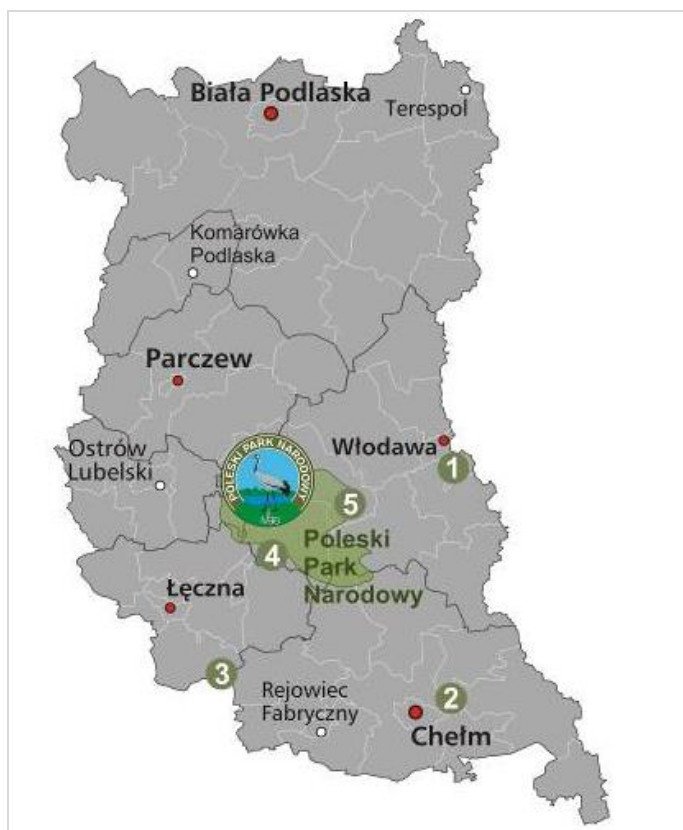 Biała Podlaska
Terespol
Komarówka
Podlaska
Parczew
Ostrów
Lubelski
Włodawa
1
POLESKI PARK NARODOWY
5
4
Poleski
Park
Narodowy
Łęczna
3
Rejowiec
Fabryczny
2
Chełm